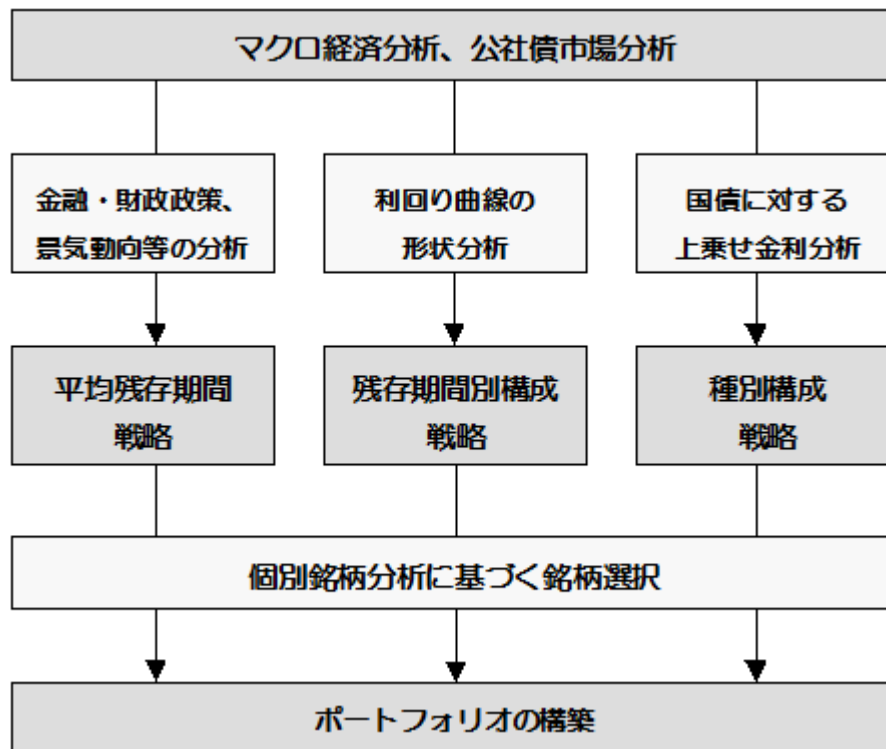 マクロ経済分析、公社債市場分析
金融・財政政策、
景気動向等の分析
利回り曲線の
形状分析
国債に対する
上乗せ金利分析
平均残存期間
戦略
残存期間別構成
戦略
種別構成
戦略
個別銘柄分析に基づく銘柄選択
ポートフォリオの構築